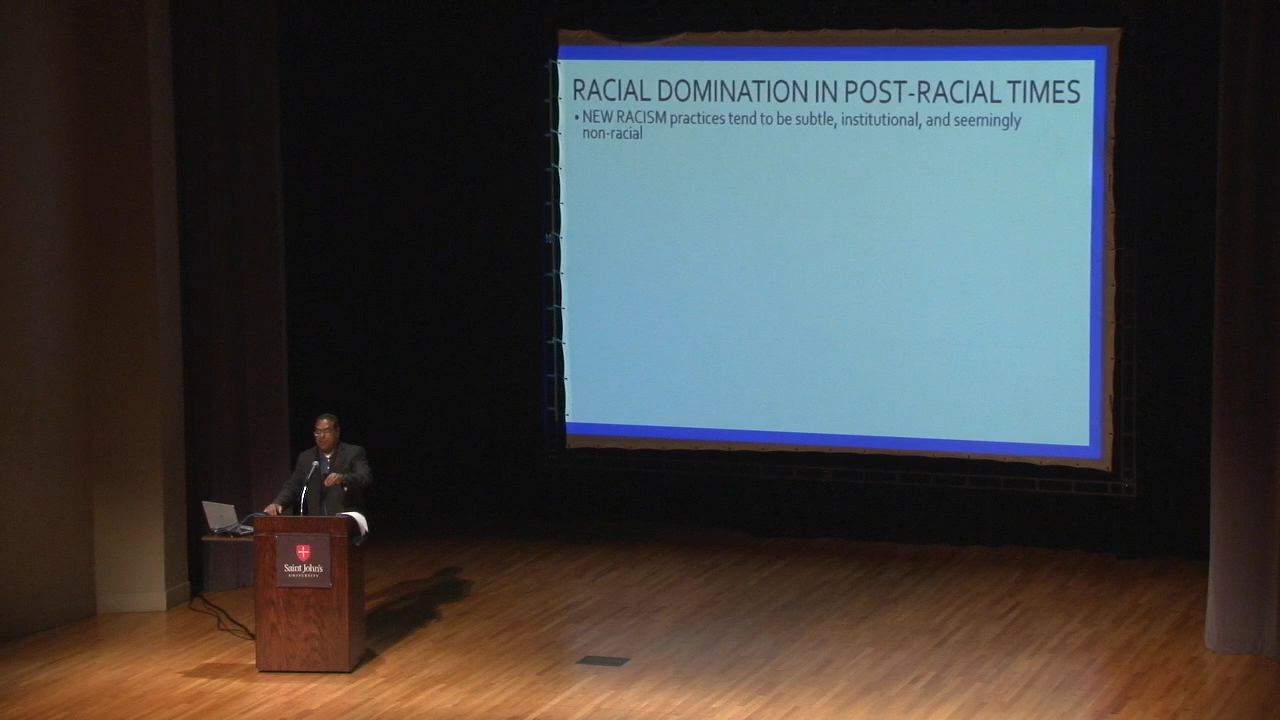 RACIAL DOMINATION IN POST-RACIAL TIMES
• NEW RACISM practices tend to be subtle, institutional, and seemingly
non-racial
Saint John's
UNIVERSITY